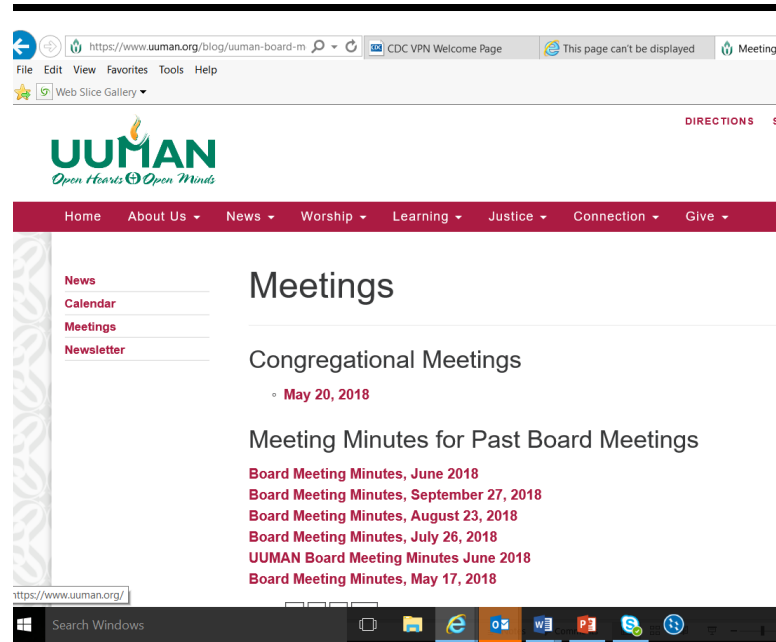 https://www.uuman.org/blog/uuman-board-m
CDC VPN Welcome Page
This page can't be displayed
Meeting
File Edit View Favorites Tools Help
Web Slice Gallery
DIRECTIONS S
UUMAN
Open Hearts Open Minds
Home About Us News Worship Learning Justice Connection Give
News
Calendar
Meetings
Newsletter
Meetings
Congregational Meetings
May 20, 2018
Meeting Minutes for Past Board Meetings
Board Meeting Minutes, June 2018
Board Meeting Minutes, September 27, 2018
Board Meeting Minutes, August 23, 2018
Board Meeting Minutes, July 26, 2018
UUMAN Board Meeting Minutes June 2018
Board Meeting Minutes, May 17, 2018
https://www.uuman.org/
Search Windows